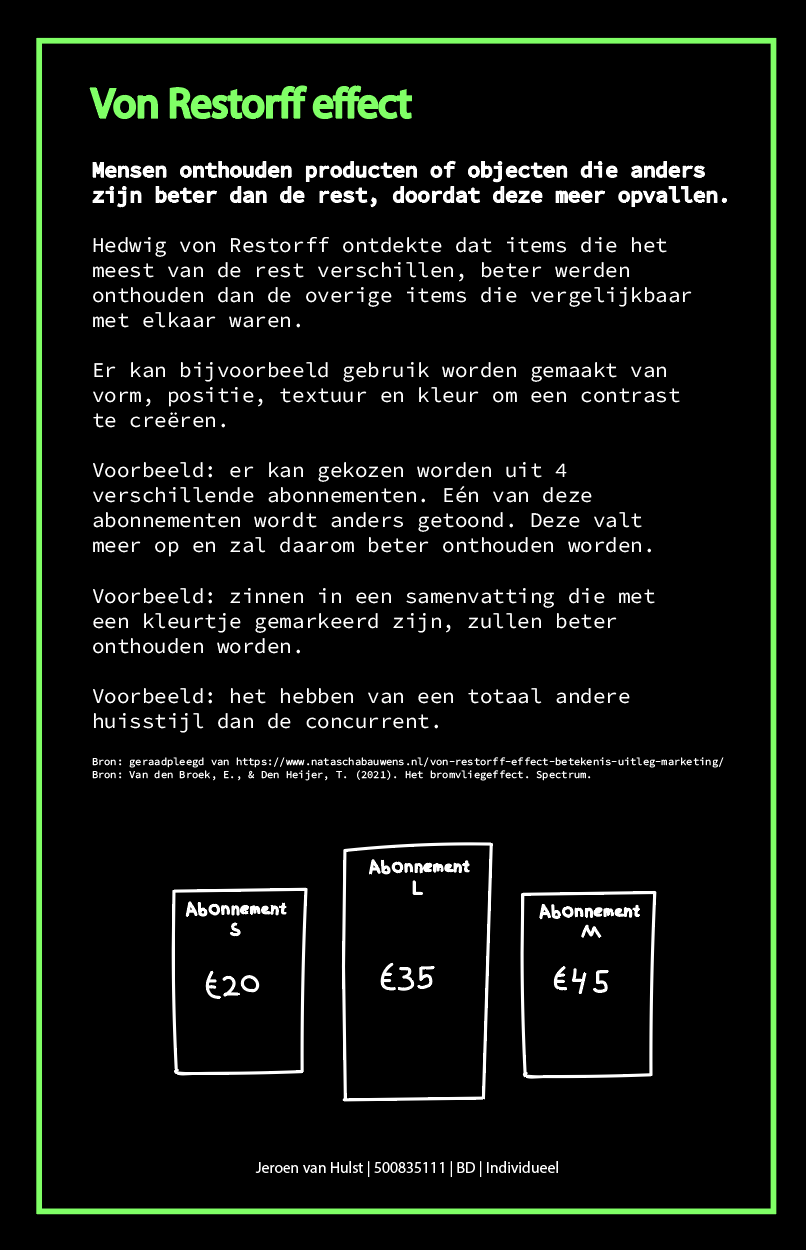 Von Restorff effect
Mensen onthouden producten of objecten die anders
zijn beter dan de rest, doordat deze meer opvallen.
Hedwig von Restorff ontdekte dat items die het
meest van de rest verschillen, beter werden
onthouden dan de overige items die vergelijkbaar
met elkaar waren.
Er kan bijvoorbeeld gebruik worden gemaakt van
vorm, positie, textuur en kleur om een contrast
te creëren.
Voorbeeld: er kan gekozen worden uit 4
verschillende abonnementen. Eén van deze
abonnementen wordt anders getoond. Deze valt
meer op en zal daarom beter onthouden worden.
Voorbeeld: zinnen in een samenvatting die met
een kleurtje gemarkeerd zijn, zullen beter
onthouden worden.
Voorbeeld: het hebben van een totaal andere
huisstijl dan de concurrent.
Bron: geraadpleegd van https://www.nataschabauwens.nl/von-restorff-effect-betekenis-uitleg-marketing/
Bron: Van den Broek, E., & Den Heijer, T. (2021). Het bromvliegeffect. Spectrum.
Abonnement
S
€20
Abonnement
L
€35
Abonnement
M
€45
Jeroen van Hulst | 500835111 | BD | Individueel